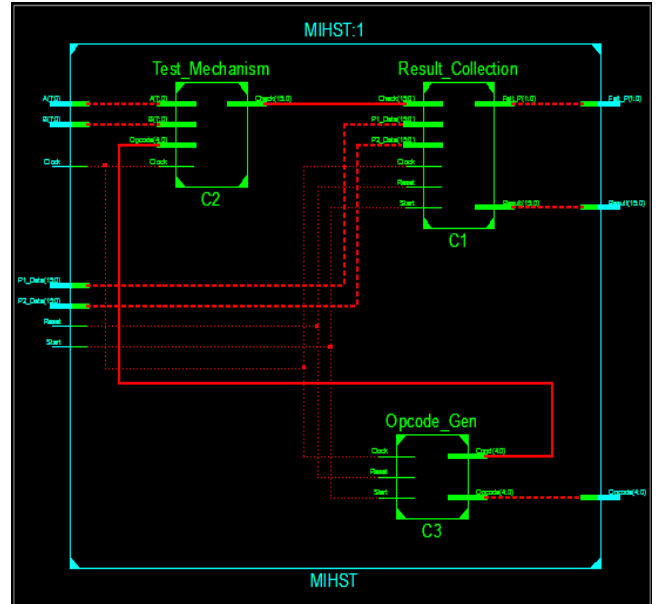 MIHST:1
Test_Mechanism
Result_Collection
A(7:0)
A(7:0)
Check(15:0)
Check(15:0)
Fail_P(1:0)
Fail_P(1:0)
B(7:0)
B(7:0)
P1_Data(15:0)
Opcode(4:0)
P2_Data(15:0)
Clock
Clock
Clock
Reset
C2
Start
Result(15:0)
Result(15:0)
C1
P1_Data(15:0)
P2_Data(15:0)
Reset
Start
Opcode_Gen
Clock
Cond(4:0)
Reset
Start
Opcode(4:0)
Opcode(4:0)
C3
MIHST